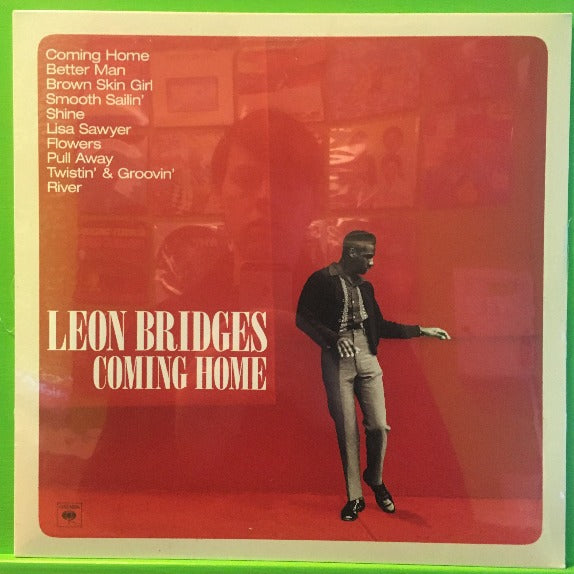 Coming Home
Better Man
Brown Skin Girl
Smooth Sailin'
Shine
Lisa Sawyer
Flowers
Pull Away
Twistin' & Groovin'
River
LEON BRIDGES
COMING HOME